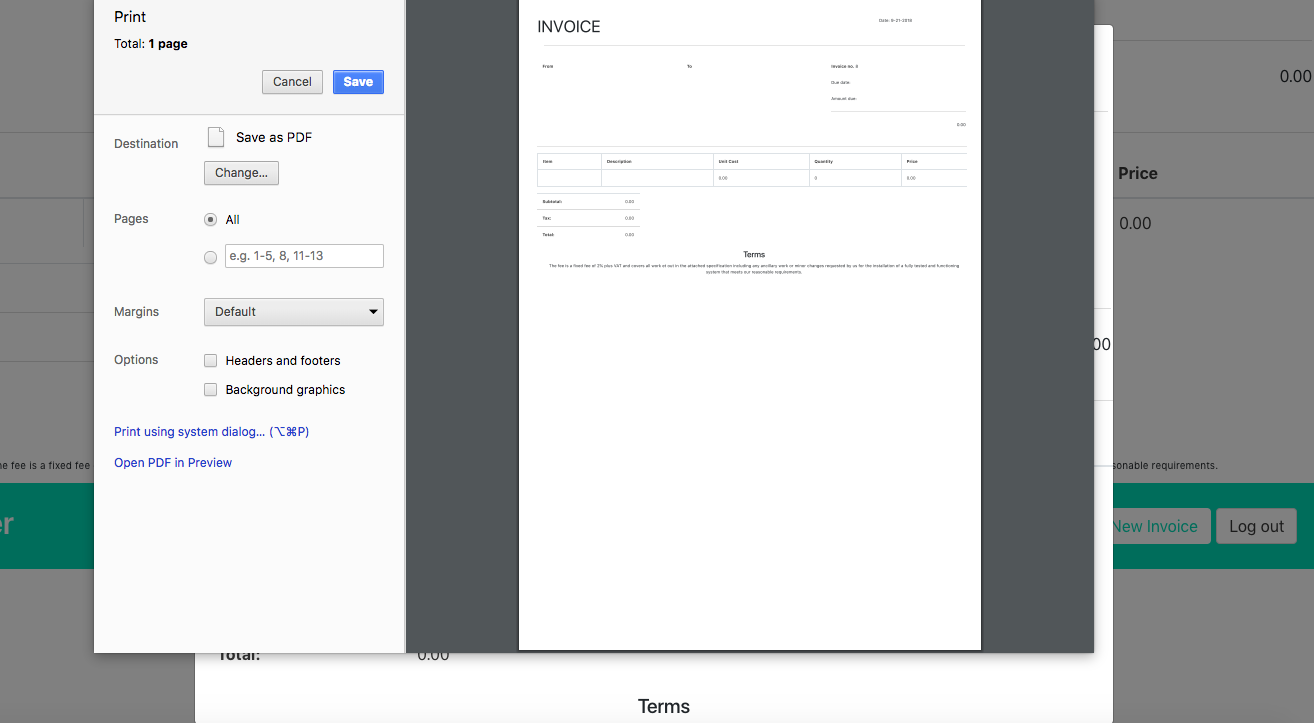 Print
Total: 1 page
Cancel
Save
Destination
Save as PDF
Change...
Pages
All
e.g. 1-5, 8, 11-13
Margins
Default
Options
Headers and footers
Background graphics
Print using system dialog... (⌥⌘P)
Open PDF in Preview
INVOICE
Date: 9-21-2018
From
To
Invoice no. #
Due date:
Amount due:
0.00
Item Description Unit Cost Quantity Price
0.00 0 0.00
Subtotal: 0.00
Tax: 0.00
Total: 0.00
Terms
The fee is a fixed fee of 2% plus VAT and covers all work et out in the attached specification including any ancillary work or minor changes requested by us for the installation of a fully tested and functioning
system that meets our reasonable requirements.
0.00
Price
0.00
00
ne fee is a fixed fee
sonable requirements.
er
New Invoice
Log out
Total: 0.00
Terms